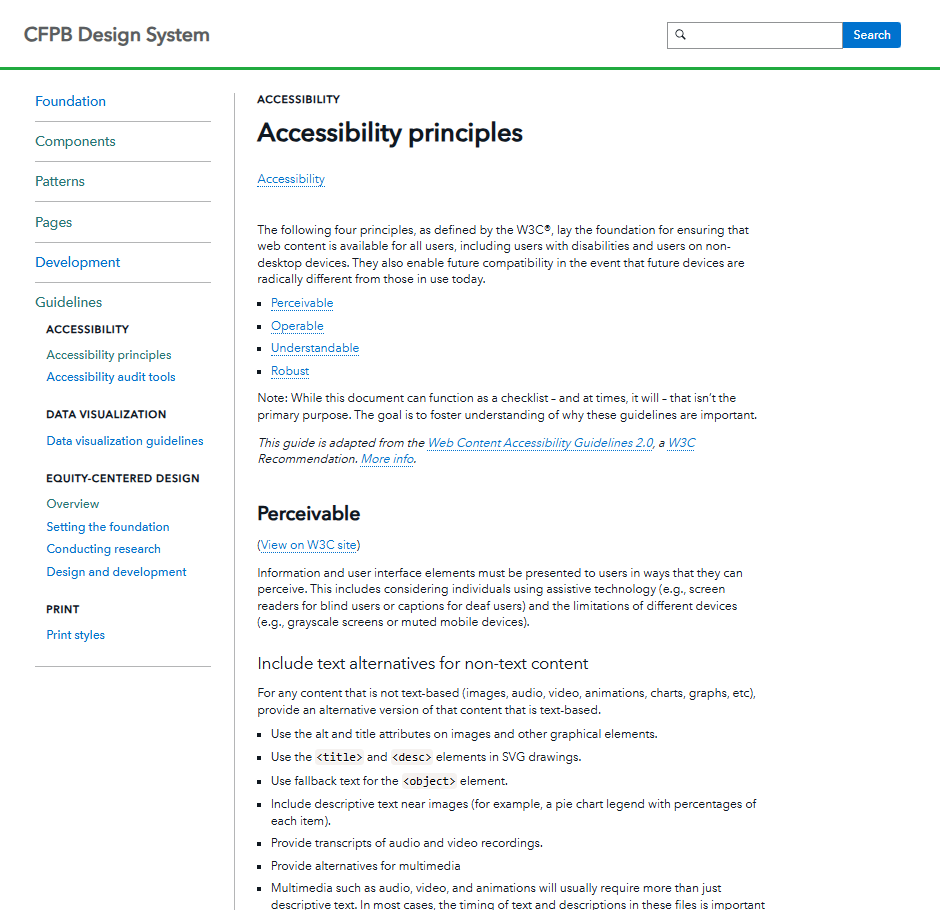 CFPB Design System
Search
Foundation
Components
Patterns
Pages
Development
Guidelines
ACCESSIBILITY
Accessibility principles
Accessibility audit tools
DATA VISUALIZATION
Data visualization guidelines
EQUITY-CENTERED DESIGN
Overview
Setting the foundation
Conducting research
Design and development
PRINT
Print styles
ACCESSIBILITY
Accessibility principles
Accessibility
The following four principles, as defined by the W3C®, lay the foundation for ensuring that
web content is available for all users, including users with disabilities and users on non-
desktop devices. They also enable future compatibility in the event that future devices are
radically different from those in use today.
Perceivable
Operable
Understandable
Robust
Note: While this document can function as a checklist – and at times, it will – that isn't the
primary purpose. The goal is to foster understanding of why these guidelines are important.
This guide is adapted from the Web Content Accessibility Guidelines 2.0, a W3C
Recommendation. More info.
Perceivable
(View on W3C site)
Information and user interface elements must be presented to users in ways that they can
perceive. This includes considering individuals using assistive technology (e.g., screen
readers for blind users or captions for deaf users) and the limitations of different devices
(e.g., grayscale screens or muted mobile devices).
Include text alternatives for non-text content
For any content that is not text-based (images, audio, video, animations, charts, graphs, etc),
provide an alternative version of that content that is text-based.
Use the alt and title attributes on images and other graphical elements.
Use the <title> and <desc> elements in SVG drawings.
Use fallback text for the <object> element.
Include descriptive text near images (for example, a pie chart legend with percentages of
each item).
Provide transcripts of audio and video recordings.
Provide alternatives for multimedia
Multimedia such as audio, video, and animations will usually require more than just
descriptive text. In most cases, the timing of text and descriptions in these files is important